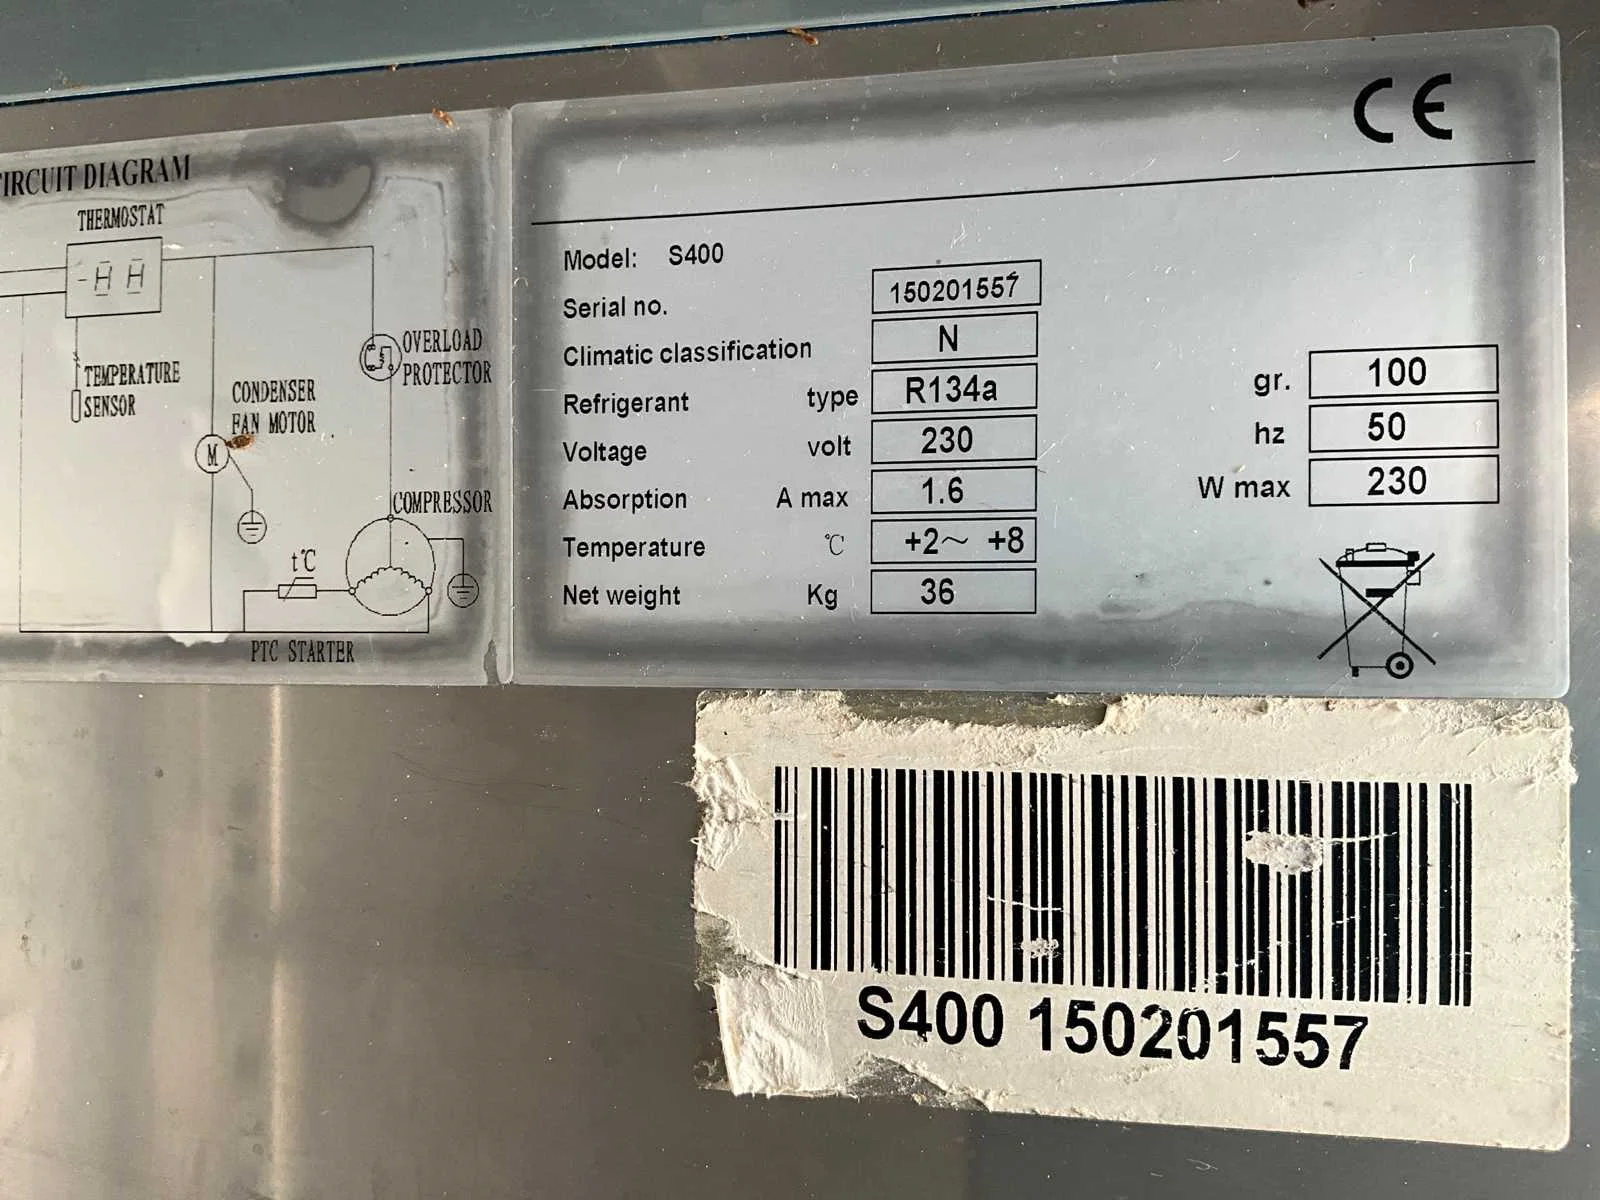 CIRCUIT DIAGRAM
THERMOSTAT
-88
TEMPERATURE
SENSOR
CONDENSER
FAN MOTOR
M
OVERLOAD
PROTECTOR
COMPRESSOR
t℃
PTC STARTER
CE
Model: S400
Serial no. 150201557
Climatic classification N
Refrigerant type R134a gr. 100
Voltage volt 230 hz 50
Absorption A max 1.6 W max 230
Temperature ℃ +2~ +8
Net weight Kg 36
S400 150201557